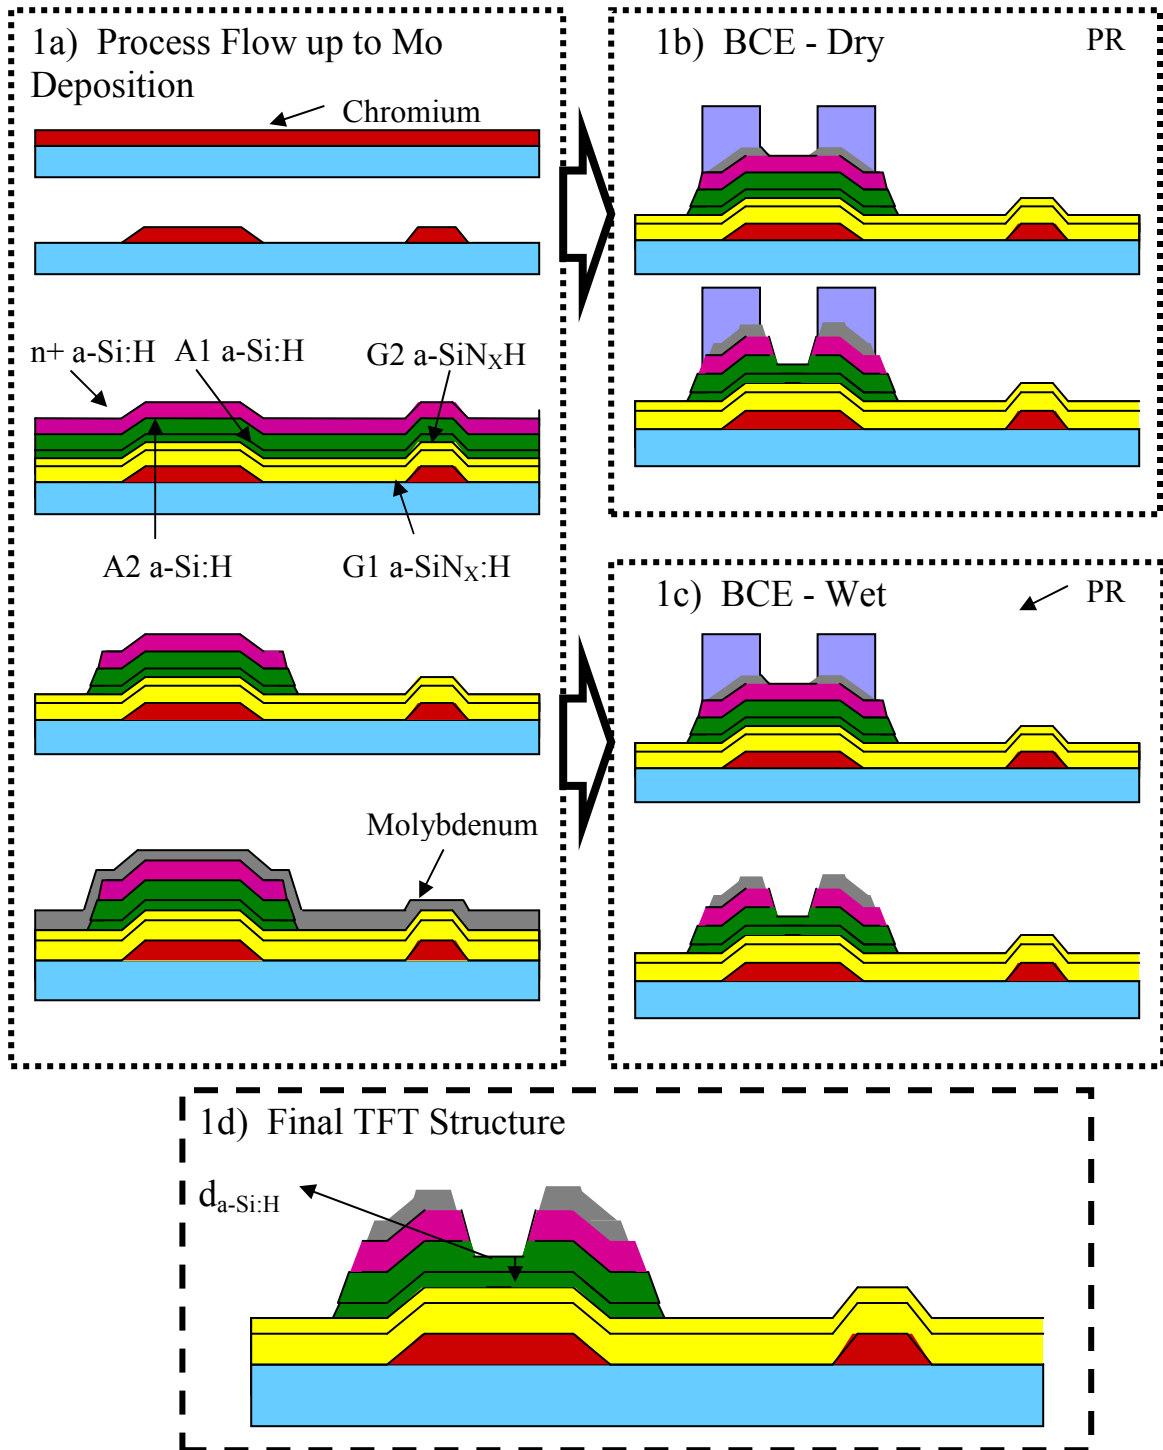 1a) Process Flow up to Mo
Deposition
Chromium
n+ a-Si:H
A1 a-Si:H
G2 a-SiNXH
A2 a-Si:H
G1 a-SiNX:H
Molybdenum
1b) BCE - Dry
PR
1c) BCE - Wet
PR
1d) Final TFT Structure
da-Si:H